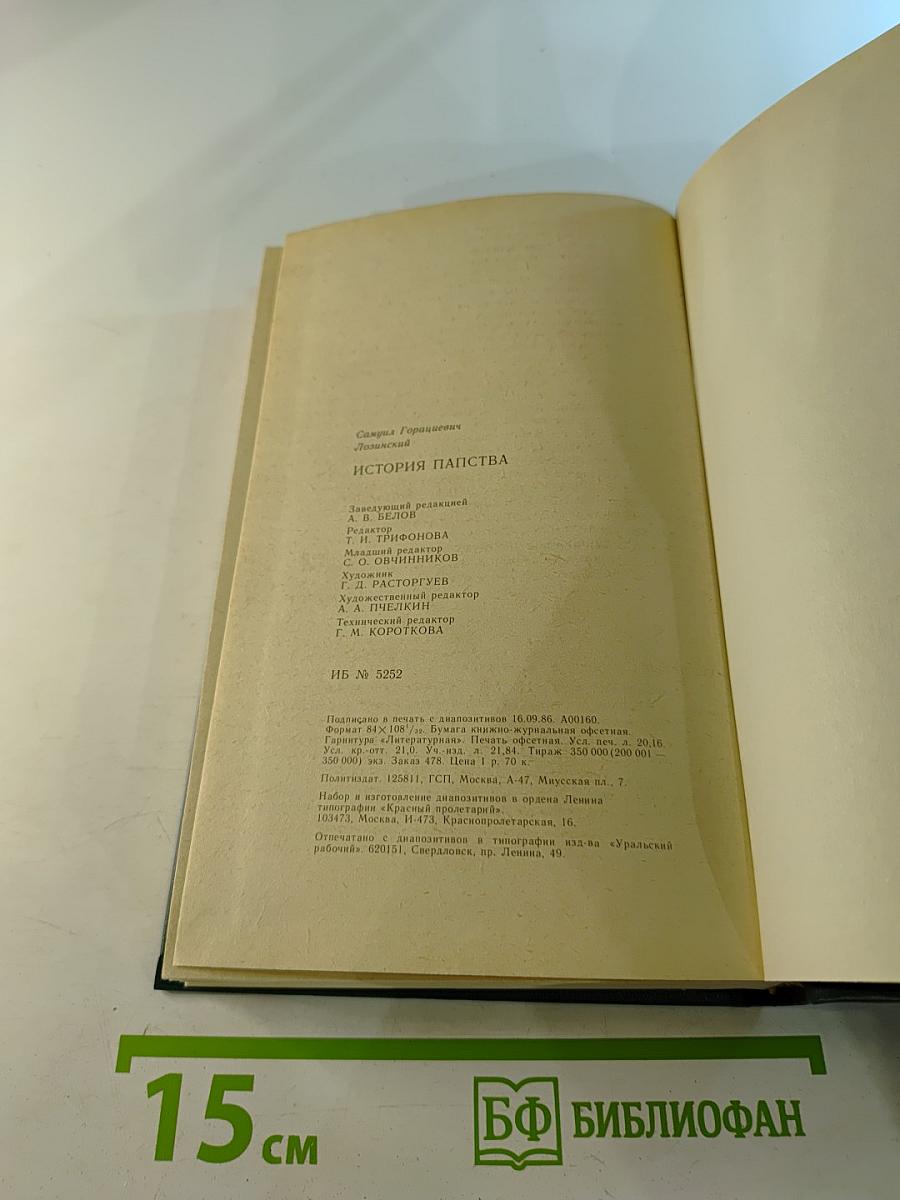 Самуил Горациевич
Лозинский
ИСТОРИЯ ПАПСТВА
Заведующий редакцией
А. В. БЕЛОВ
Редактор
Т. И. ТРИФОНОВА
Младший редактор
С. О. ОВЧИННИКОВ
Художник
Г. Д. РАСТОРГУЕВ
Художественный редактор
А. А. ПЧЕЛКИН
Технический редактор
Г. М. КОРОТКОВА
ИБ № 5252
Подписано в печать с диапозитивов 16.09.86. А00160.
Формат 84×108¹/₃₂. Бумага книжно-журнальная офсетная.
Гарнитура «Литературная». Печать офсетная. Усл. печ. л. 20,16.
Усл. кр.-отт. 21,0. Уч.-изд. л. 21,84. Тираж 350 000 (200 001 —
350 000) экз. Заказ 478. Цена 1 р. 70 к.
Политиздат. 125811, ГСП, Москва, А-47, Миусская пл., 7.
Набор и изготовление диапозитивов в ордена Ленина
типографии «Красный пролетарий».
103473, Москва, И-473, Краснопролетарская, 16.
Отпечатано с диапозитивов в типографии изд-ва «Уральский
рабочий». 620151, Свердловск, пр. Ленина, 49.
15 см
БФ БИБЛИОФАН